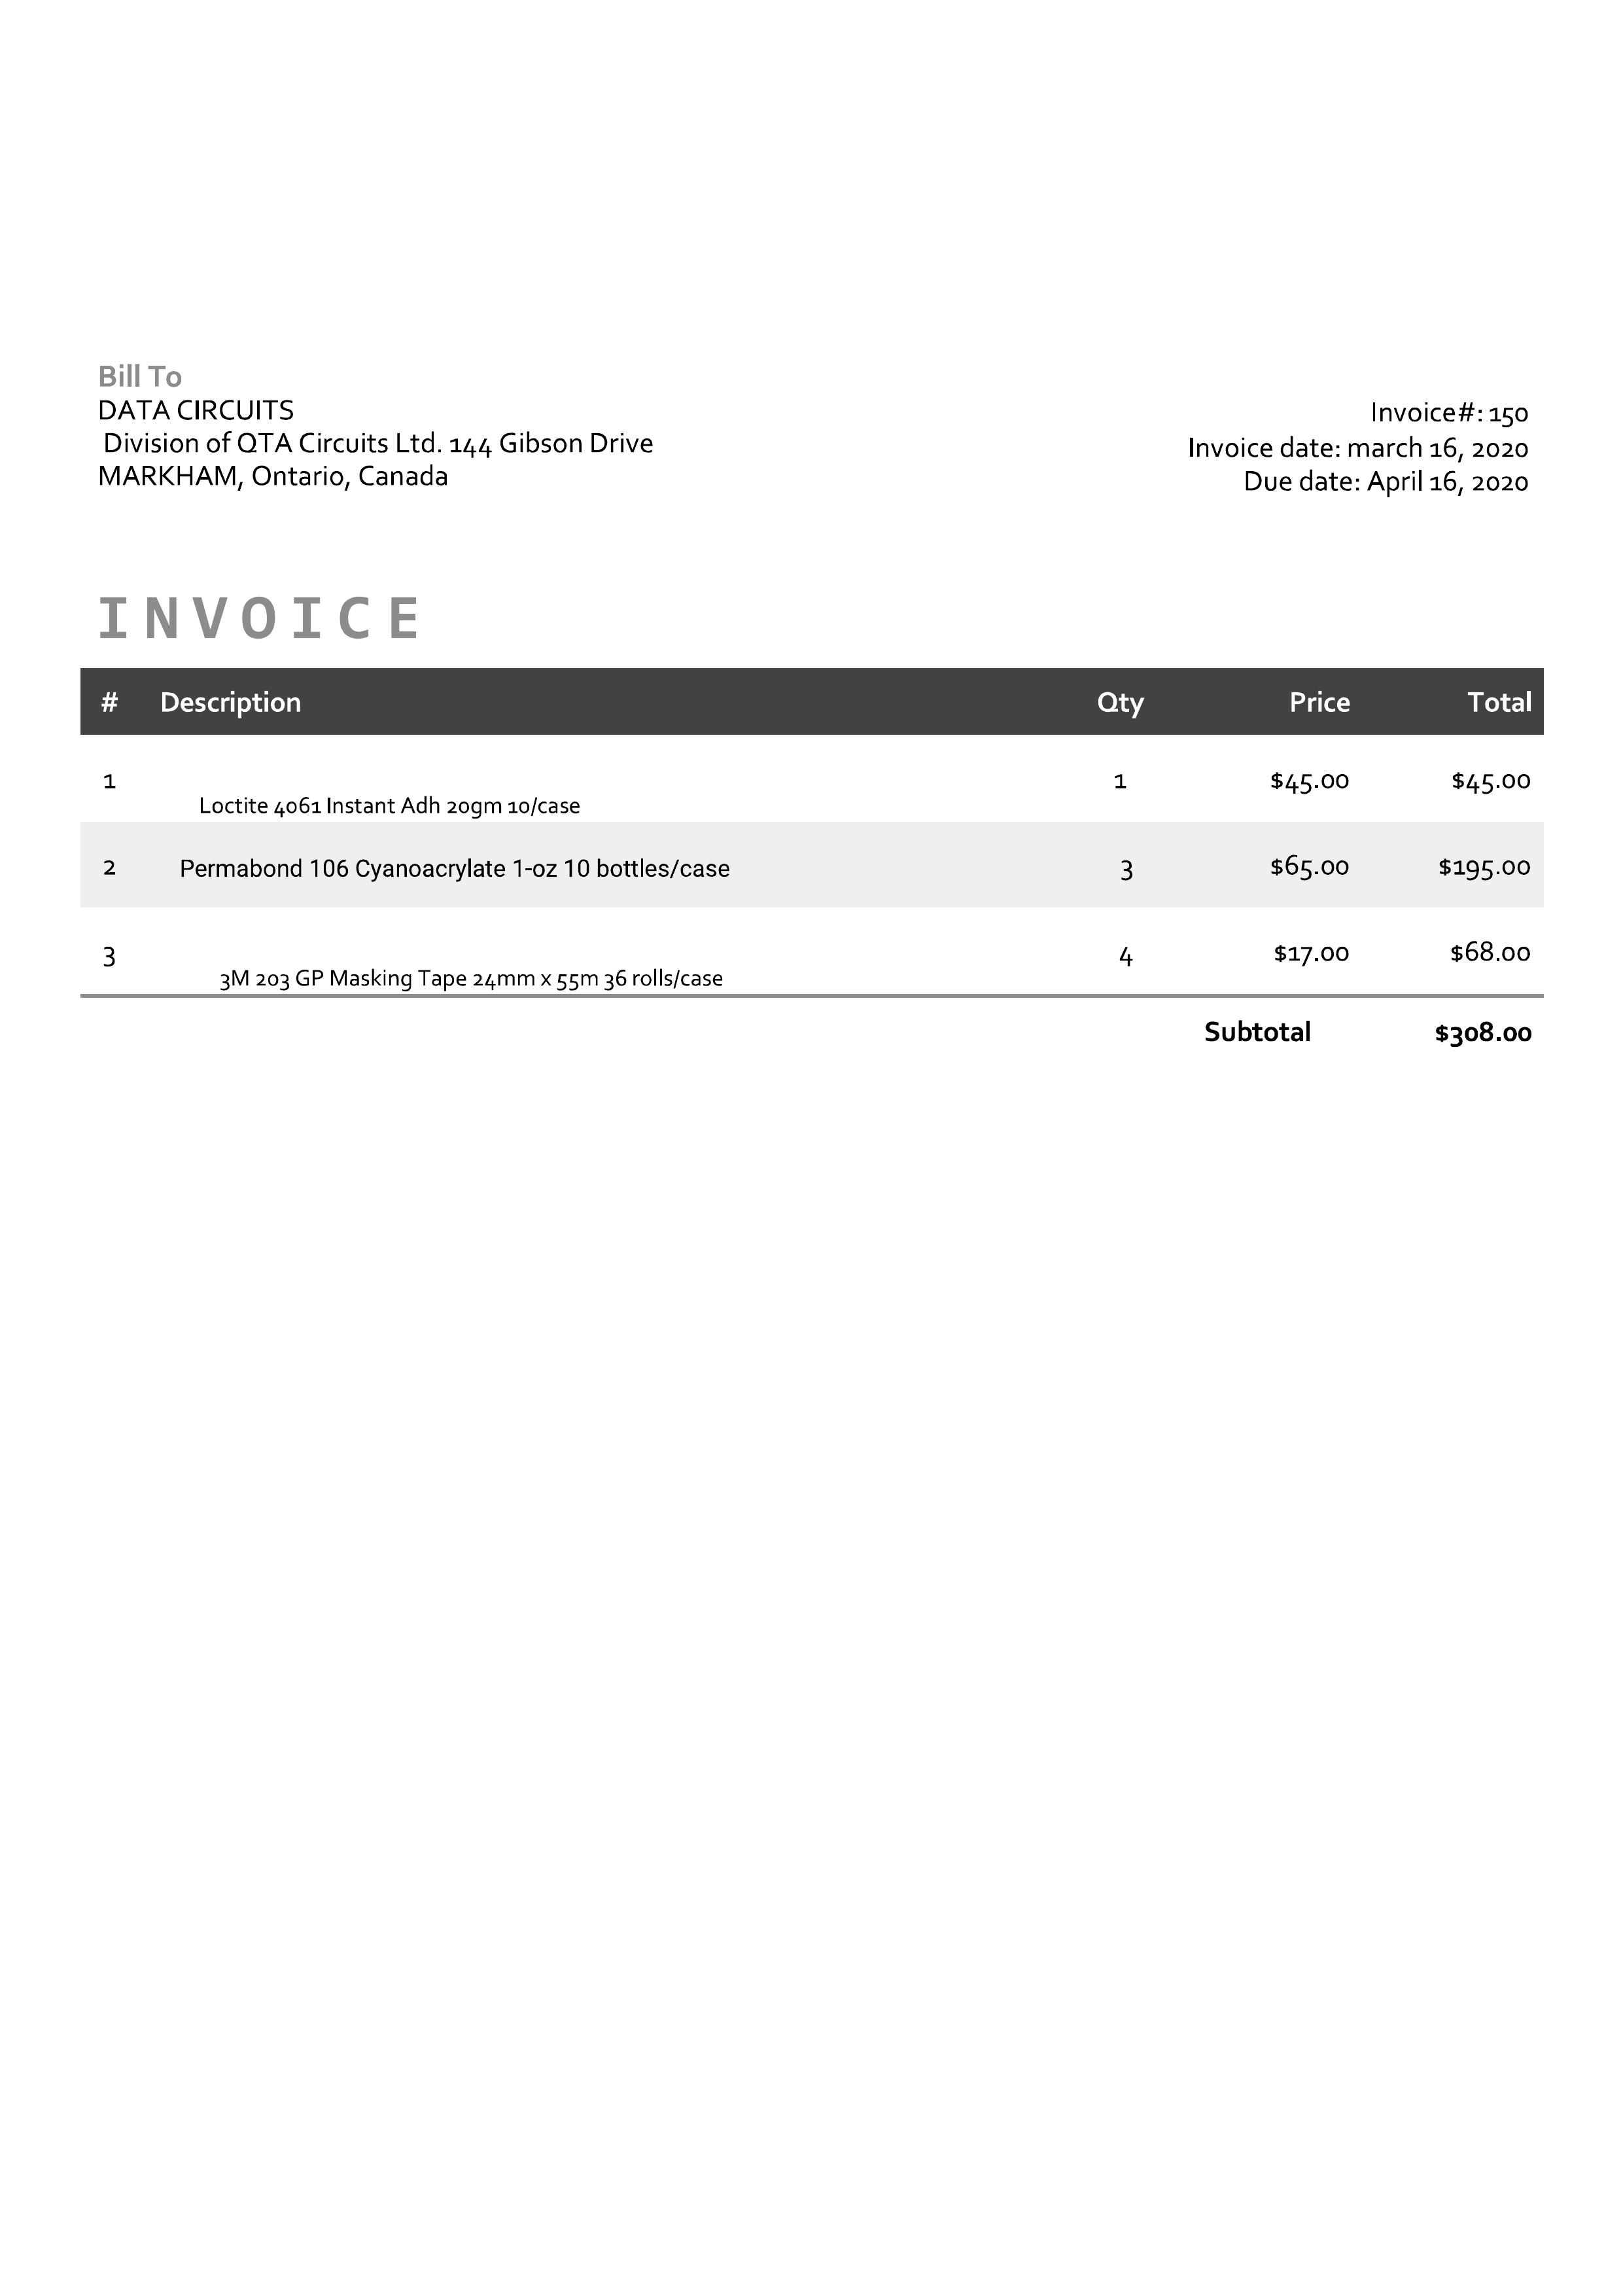 Bill To
DATA CIRCUITS
Division of QTA Circuits Ltd. 144 Gibson Drive
MARKHAM, Ontario, Canada
Invoice#: 150
Invoice date: march 16, 2020
Due date: April 16, 2020
INVOICE
# Description Qty Price Total
1 Loctite 4061 Instant Adh 20gm 10/case 1 $45.00 $45.00
2 Permabond 106 Cyanoacrylate 1-oz 10 bottles/case 3 $65.00 $195.00
3 3M 203 GP Masking Tape 24mm x 55m 36 rolls/case 4 $17.00 $68.00
Subtotal $308.00